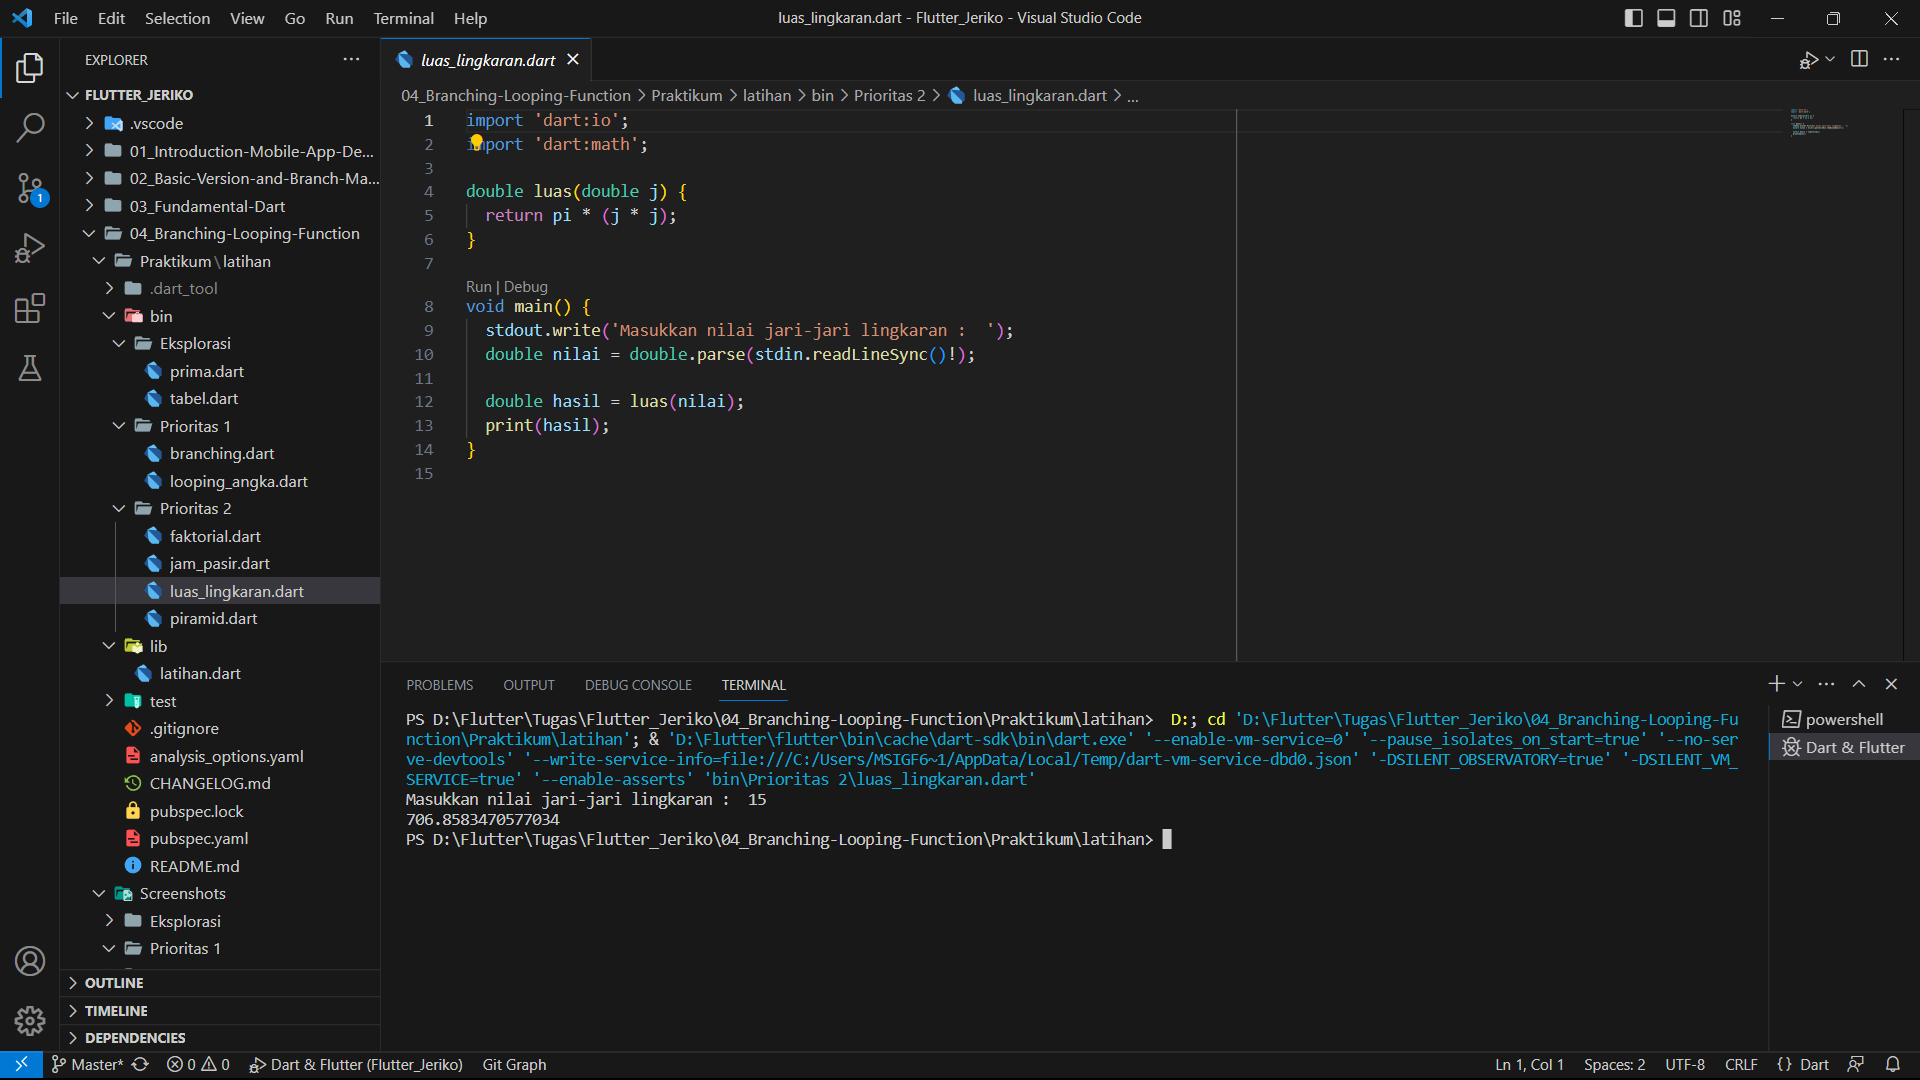 File Edit Selection View Go Run Terminal Help
luas_lingkaran.dart - Flutter_Jeriko - Visual Studio Code
EXPLORER
FLUTTER_JERIKO
.vscode
01_Introduction-Mobile-App-De...
02_Basic-Version-and-Branch-Ma...
03_Fundamental-Dart
04_Branching-Looping-Function
Praktikum\latihan
.dart_tool
bin
Eksplorasi
prima.dart
tabel.dart
Prioritas 1
branching.dart
looping_angka.dart
Prioritas 2
faktorial.dart
jam_pasir.dart
luas_lingkaran.dart
piramid.dart
lib
latihan.dart
test
.gitignore
analysis_options.yaml
CHANGELOG.md
pubspec.lock
pubspec.yaml
README.md
Screenshots
Eksplorasi
Prioritas 1
OUTLINE
TIMELINE
DEPENDENCIES
1
luas_lingkaran.dart
04_Branching-Looping-Function > Praktikum > latihan > bin > Prioritas 2 > luas_lingkaran.dart > ...
1 import 'dart:io';
2 import 'dart:math';
3
4 double luas(double j) {
5 return pi * (j * j);
6 }
7
Run | Debug
8 void main() {
9 stdout.write('Masukkan nilai jari-jari lingkaran :  ');
10 double nilai = double.parse(stdin.readLineSync()!);
11
12 double hasil = luas(nilai);
13 print(hasil);
14 }
15
PROBLEMS OUTPUT DEBUG CONSOLE TERMINAL
PS D:\Flutter\Tugas\Flutter_Jeriko\04_Branching-Looping-Function\Praktikum\latihan>  D:; cd 'D:\Flutter\Tugas\Flutter_Jeriko\04_Branching-Looping-Fu
nction\Praktikum\latihan'; & 'D:\Flutter\flutter\bin\cache\dart-sdk\bin\dart.exe' '--enable-vm-service=0' '--pause_isolates_on_start=true' '--no-ser
ve-devtools' '--write-service-info=file:///C:/Users/MSIGF6~1/AppData/Local/Temp/dart-vm-service-dbd0.json' '-DSILENT_OBSERVATORY=true' '-DSILENT_VM_
SERVICE=true' '--enable-asserts' 'bin\Prioritas 2\luas_lingkaran.dart'
Masukkan nilai jari-jari lingkaran :  15
706.8583470577034
PS D:\Flutter\Tugas\Flutter_Jeriko\04_Branching-Looping-Function\Praktikum\latihan>
powershell
Dart & Flutter
Master* 0 0 Dart & Flutter (Flutter_Jeriko) Git Graph
Ln 1, Col 1 Spaces: 2 UTF-8 CRLF {} Dart